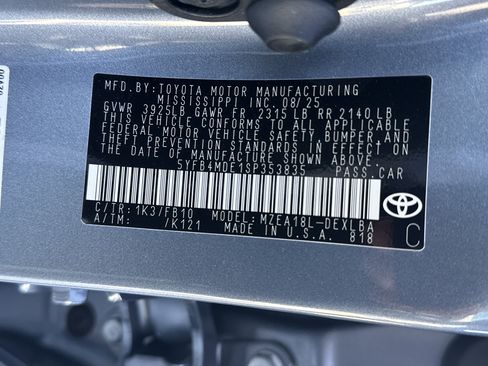 MFD.BY:TOYOTA MOTOR MANUFACTURING
MISSISSIPPI INC.08/25
GVWR 3925LB GAWR FR 2315 LB RR 2140 LB
THIS VEHICLE CONFORMS TO ALL APPLICABLE
FEDERAL MOTOR VEHICLE SAFETY,BUMPER,AND
THEFT PREVENTION STANDARDS IN EFFECT ON
THE DATE OF MANUFACTURE SHOWN ABOVE.
5YFB4MDE1SP353835 PASS.CAR
C/TR:1K3/FB10 MODEL:MZEA18L-DEXLBA
A/TM: /K121 MADE IN U.S.A. 818
TOYOTA
C